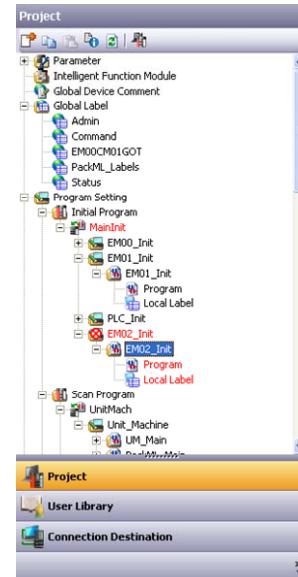 Project
Parameter
Intelligent Function Module
Global Device Comment
Global Label
Admin
Command
EM00CM01GOT
PackML_Labels
Status
Program Setting
Initial Program
MainInit
EM00_Init
EM01_Init
EM01_Init
Program
Local Label
PLC_Init
EM02_Init
EM02_Init
Program
Local Label
Scan Program
UnitMach
Unit_Machine
UM_Main
Project
User Library
Connection Destination